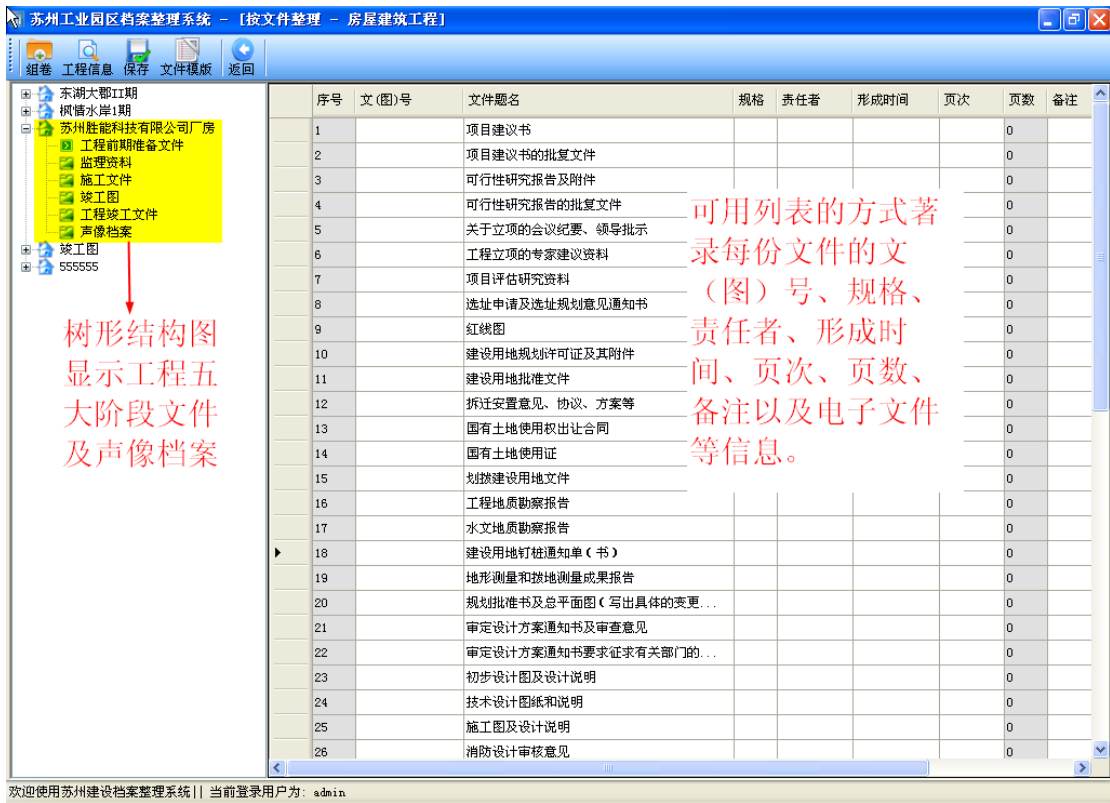 苏州工业园区档案整理系统 - [按文件整理 - 房屋建筑工程]
组卷 工程信息 保存 文件模版 返回
东湖大郡II期
枫情水岸1期
苏州胜能科技有限公司厂房
工程前期准备文件
监理资料
施工文件
竣工图
工程竣工文件
声像档案
竣工图
555555
树形结构图
显示工程五
大阶段文件
及声像档案
序号 文(图)号 文件题名 规格 责任者 形成时间 页次 页数 备注
1 项目建议书 0
2 项目建议书的批复文件 0
3 可行性研究报告及附件 0
4 可行性研究报告的批复文件 0
5 关于立项的会议纪要、领导批示 0
6 工程立项的专家建议资料 0
7 项目评估研究资料 0
8 选址申请及选址规划意见通知书 0
9 红线图 0
10 建设用地规划许可证及其附件 0
11 建设用地批准文件 0
12 拆迁安置意见、协议、方案等 0
13 国有土地使用权出让合同 0
14 国有土地使用证 0
15 划拨建设用地文件 0
16 工程地质勘察报告 0
17 水文地质勘察报告 0
18 建设用地钉桩通知单(书) 0
19 地形测量和拨地测量成果报告 0
20 规划批准书及总平面图(写出具体的变更... 0
21 审定设计方案通知书及审查意见 0
22 审定设计方案通知书要求征求有关部门的... 0
23 初步设计图及设计说明 0
24 技术设计图纸和说明 0
25 施工图及设计说明 0
26 消防设计审核意见 0
可用列表的方式著
录每份文件的文
(图)号、规格、
责任者、形成时
间、页次、页数、
备注以及电子文件
等信息。
欢迎使用苏州建设档案整理系统|| 当前登录用户为: admin